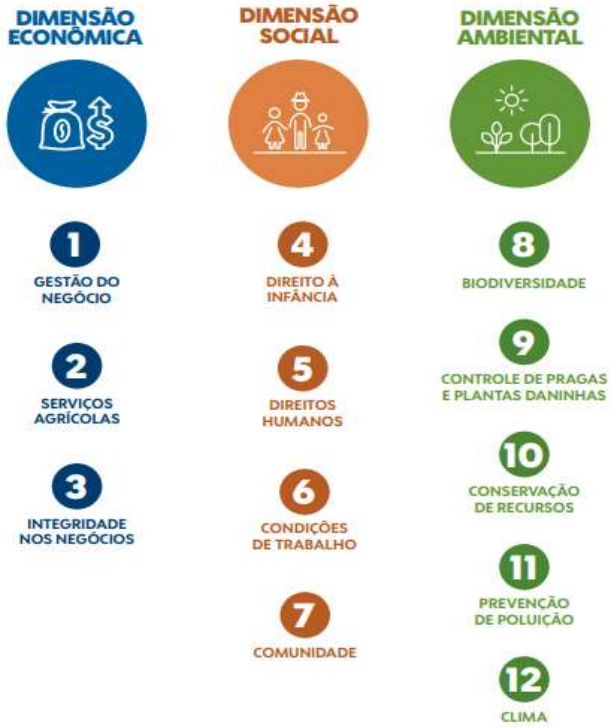 DIMENSÃO
ECONÔMICA
1
GESTÃO DO
NEGÓCIO
2
SERVIÇOS
AGRÍCOLAS
3
INTEGRIDADE
NOS NEGÓCIOS
DIMENSÃO
SOCIAL
4
DIREITO À
INFÂNCIA
5
DIREITOS
HUMANOS
6
CONDIÇÕES
DE TRABALHO
7
COMUNIDADE
DIMENSÃO
AMBIENTAL
8
BIODIVERSIDADE
9
CONTROLE DE PRAGAS
E PLANTAS DANINHAS
10
CONSERVAÇÃO
DE RECURSOS
11
PREVENÇÃO
DE POLUIÇÃO
12
CLIMA